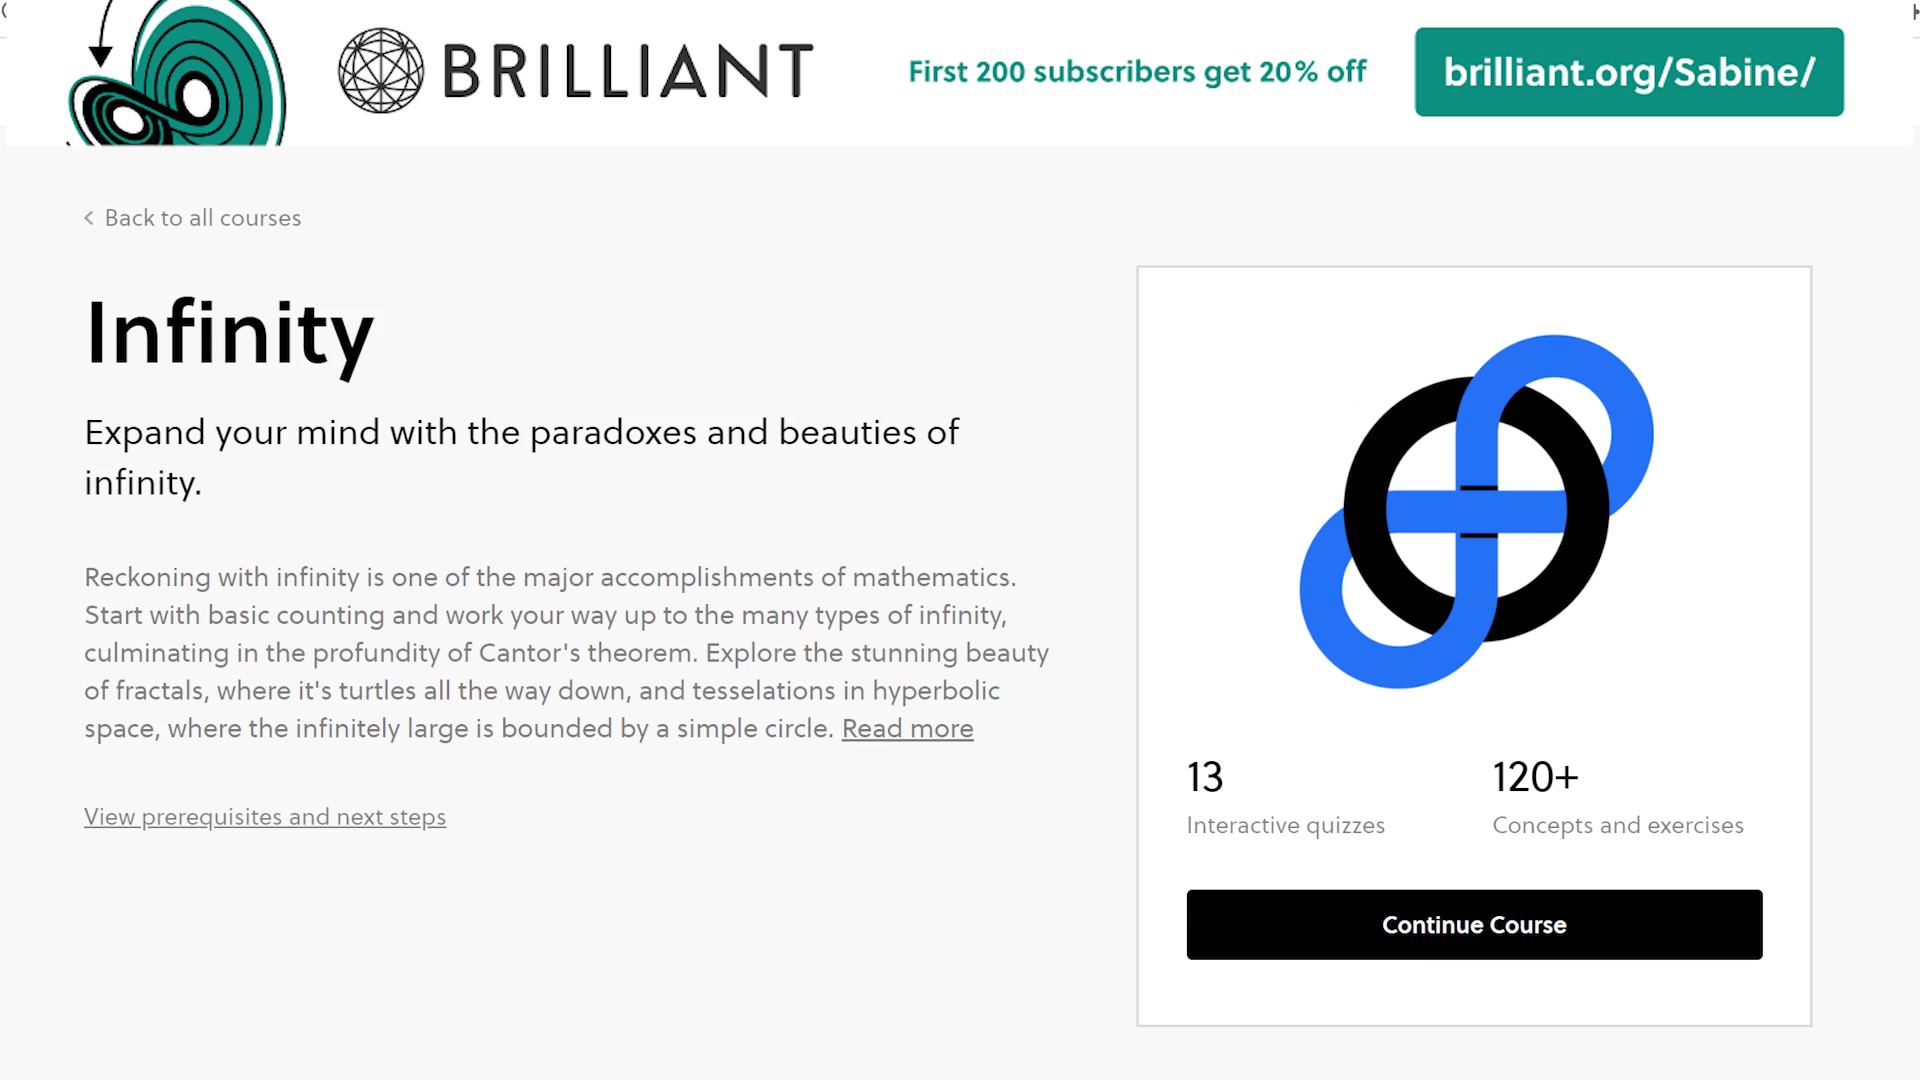 BRILLIANT
First 200 subscribers get 20% off
brilliant.org/Sabine/
Back to all courses
Infinity
Expand your mind with the paradoxes and beauties of
infinity.
Reckoning with infinity is one of the major accomplishments of mathematics.
Start with basic counting and work your way up to the many types of infinity,
culminating in the profundity of Cantor's theorem. Explore the stunning beauty
of fractals, where it's turtles all the way down, and tesselations in hyperbolic
space, where the infinitely large is bounded by a simple circle. Read more
View prerequisites and next steps
13
Interactive quizzes
120+
Concepts and exercises
Continue Course